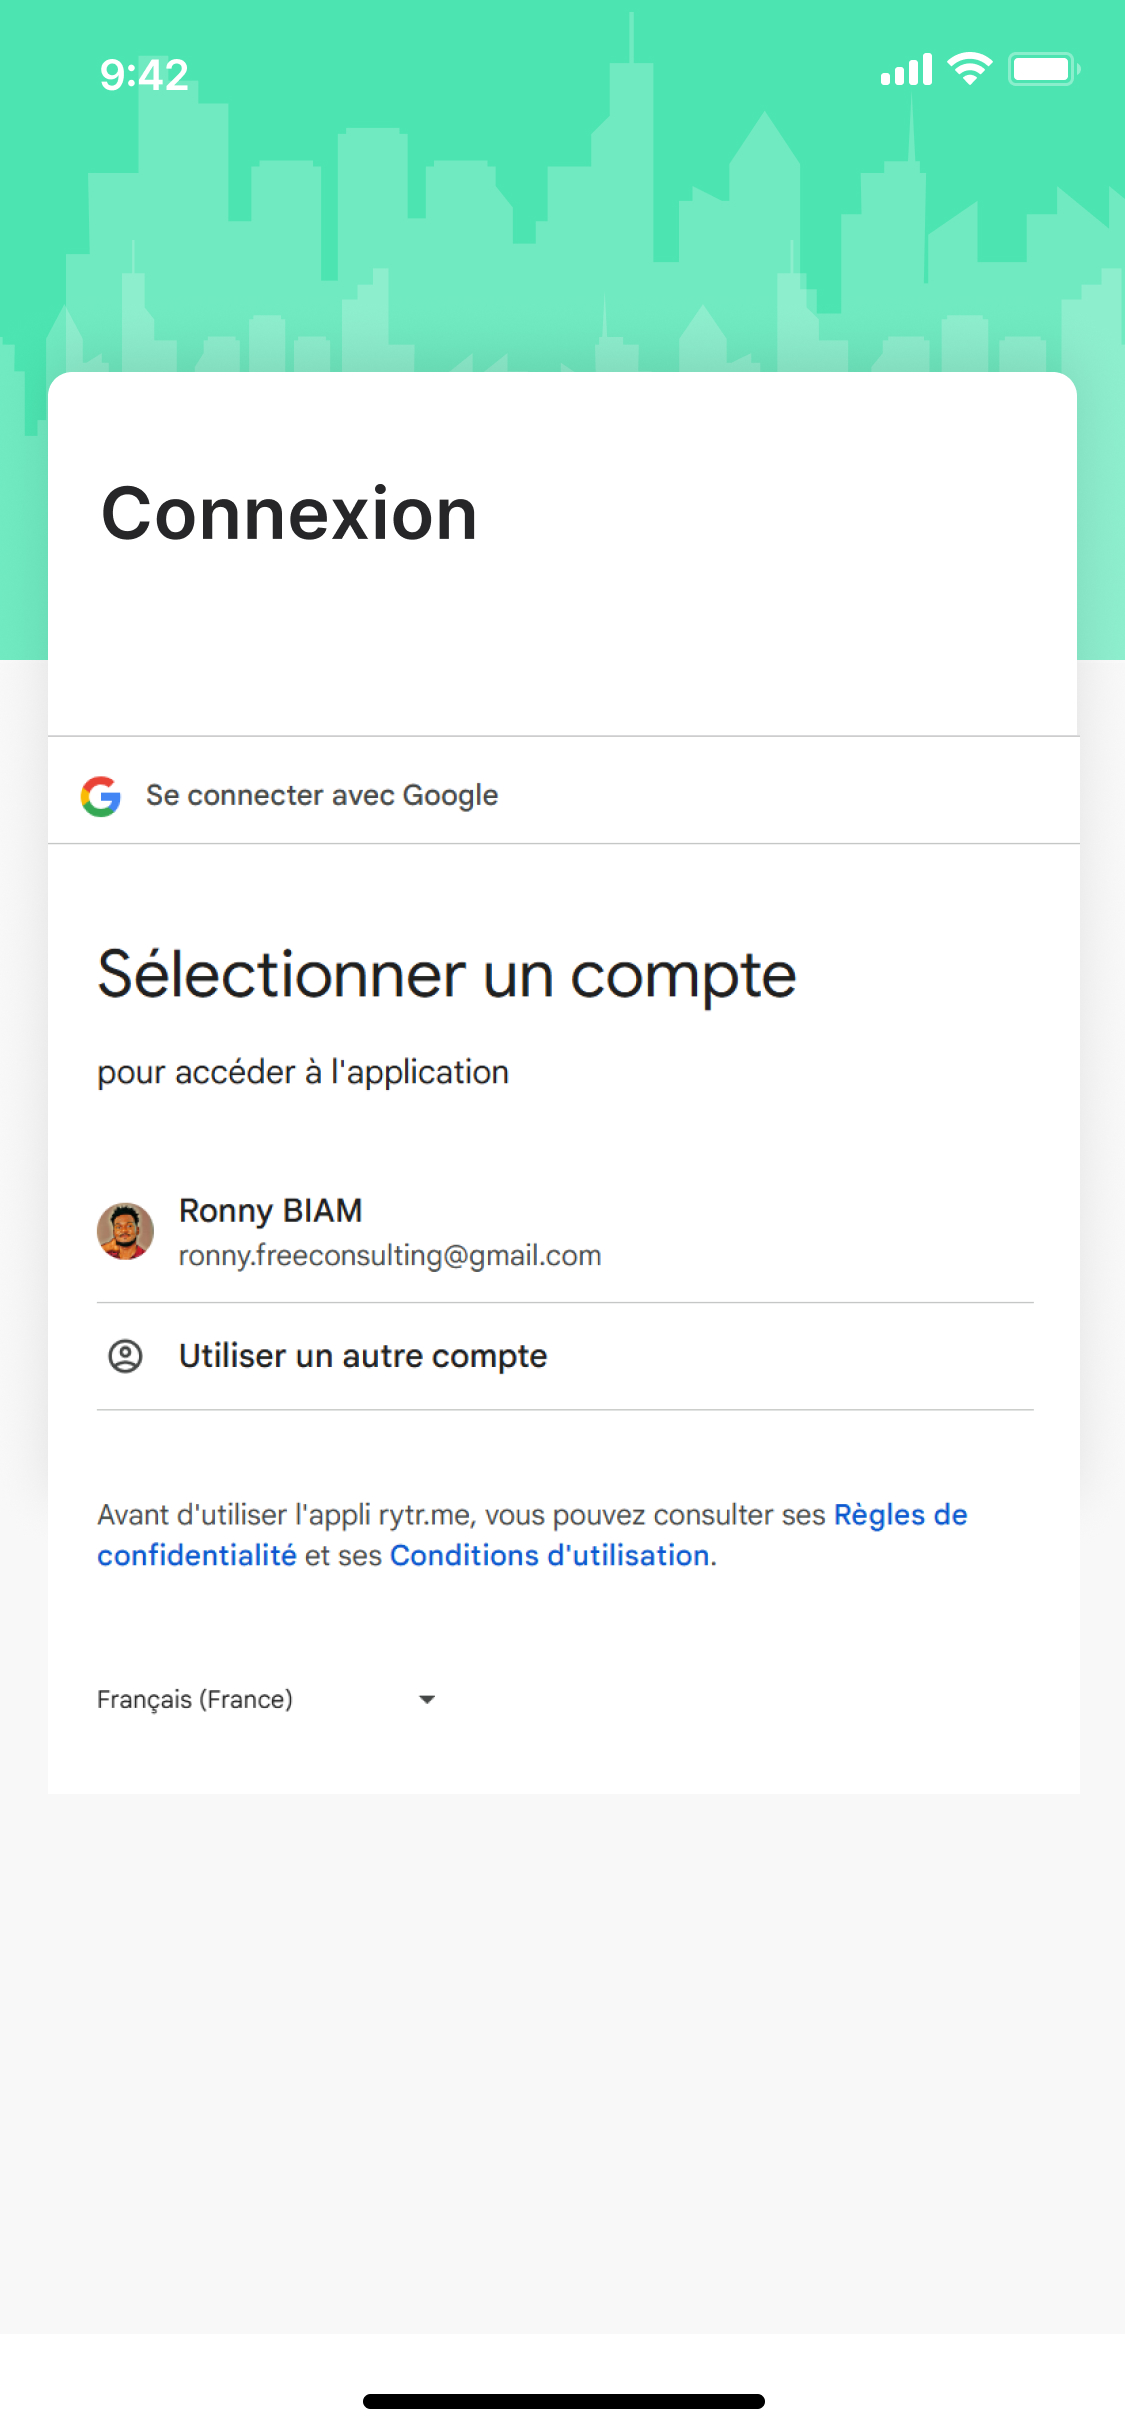 9:42
Connexion
Se connecter avec Google
Sélectionner un compte
pour accéder à l'application
Ronny BIAM
ronny.freeconsulting@gmail.com
Utiliser un autre compte
Avant d'utiliser l'appli rytr.me, vous pouvez consulter ses Règles de
confidentialité et ses Conditions d'utilisation.
Français (France)